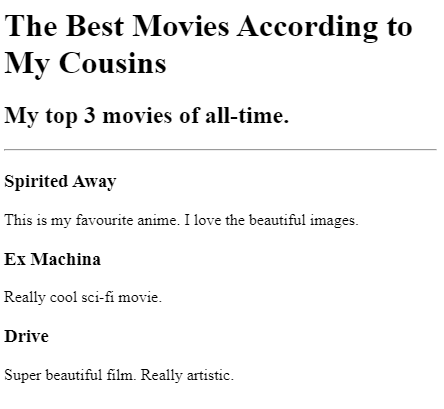 The Best Movies According to
My Cousins
My top 3 movies of all-time.
Spirited Away
This is my favourite anime. I love the beautiful images.
Ex Machina
Really cool sci-fi movie.
Drive
Super beautiful film. Really artistic.